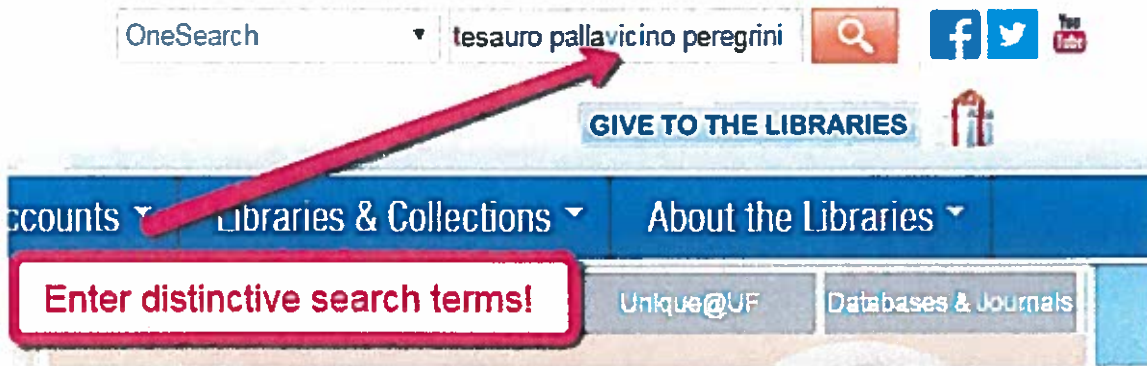 OneSearch tesauro pallavicino peregrini You Tube
GIVE TO THE LIBRARIES
ccounts Libraries & Collections About the Libraries
Enter distinctive search terms! Unique@UF Databases & Journals